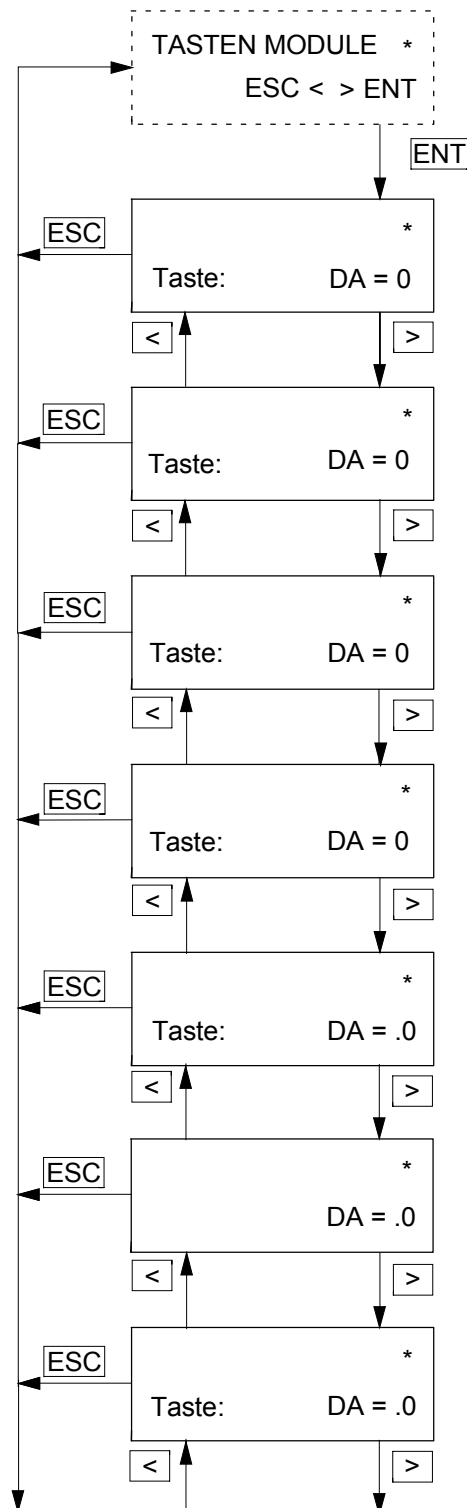 TASTEN MODULE *
ESC < > ENT
ENT
ESC
*
Taste: DA = 0
< >
ESC
*
Taste: DA = 0
< >
ESC
*
Taste: DA = 0
< >
ESC
*
Taste: DA = 0
< >
ESC
*
Taste: DA = .0
< >
ESC
*
DA = .0
< >
ESC
*
Taste: DA = .0
< >